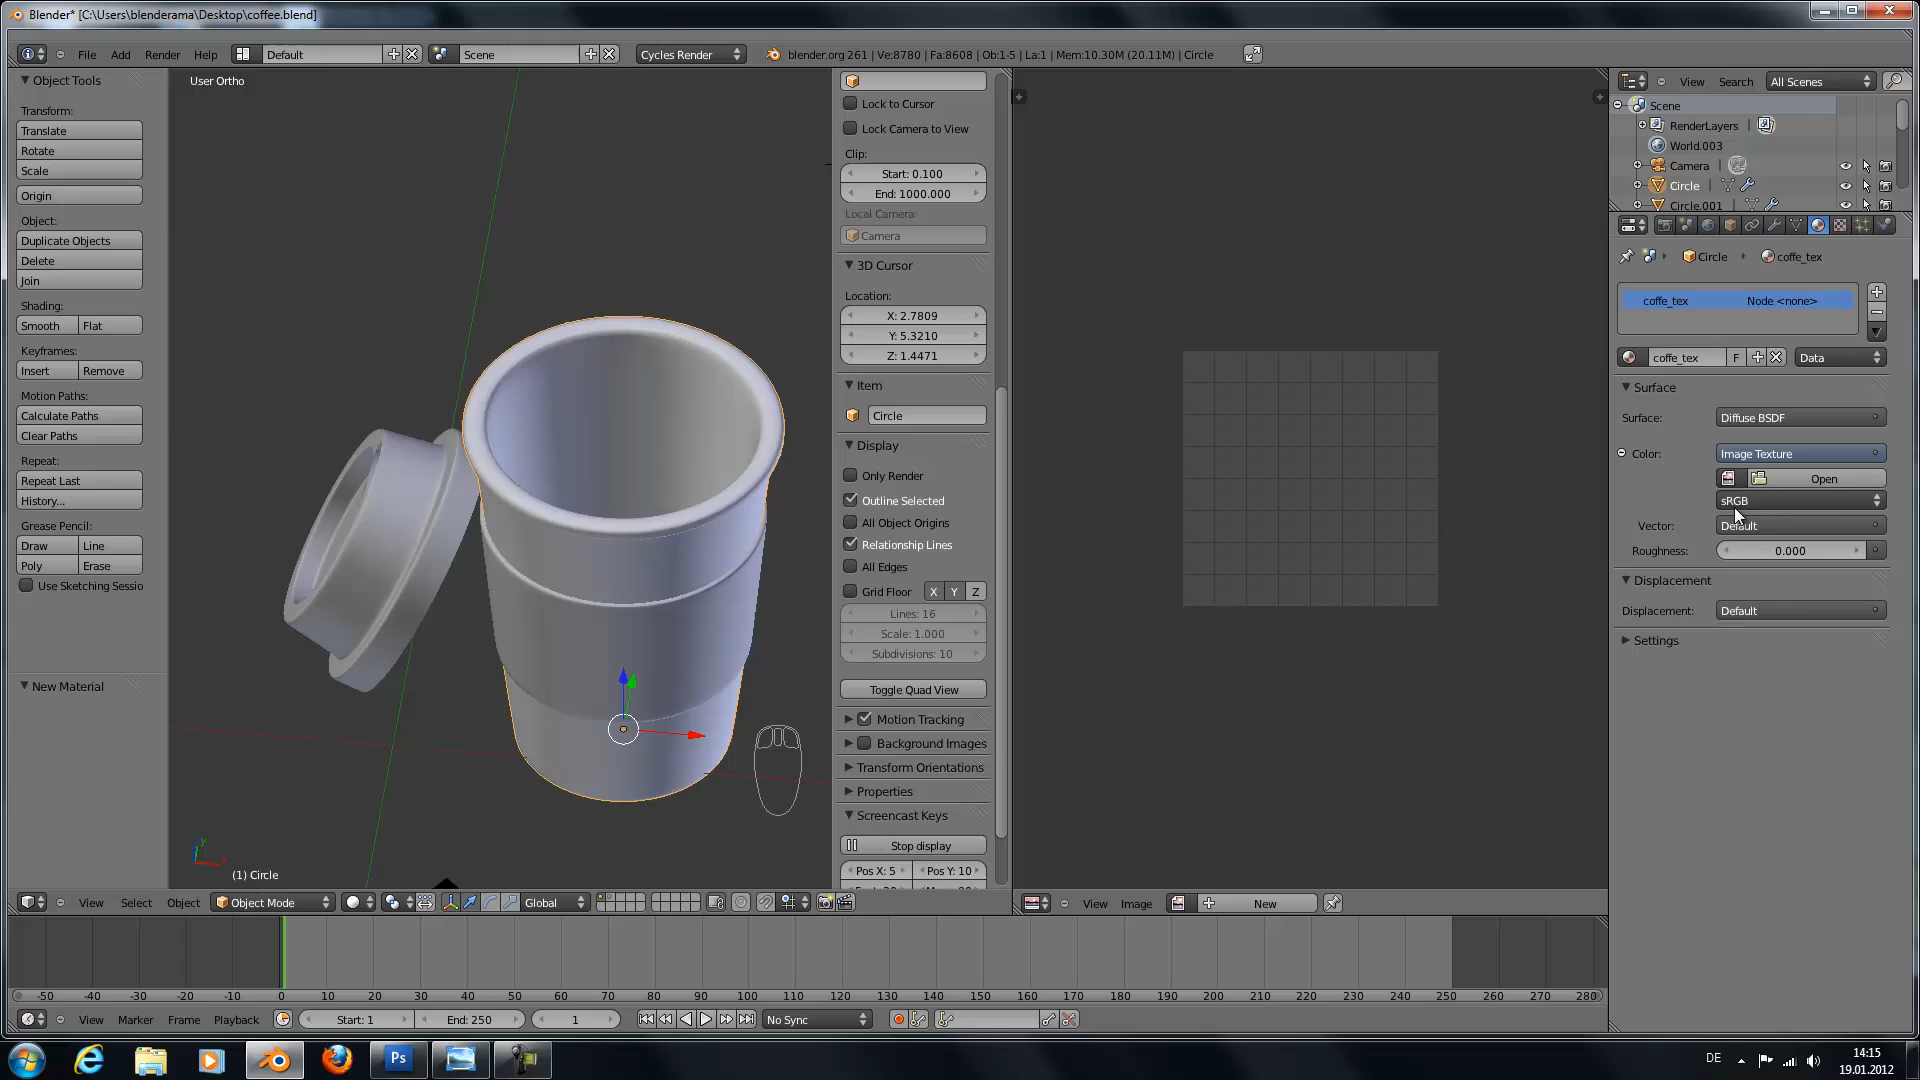 Blender* [C:\Users\blenderama\Desktop\coffee.blend]
File Add Render Help Default Scene Cycles Render blender.org 261 | Ve:8780 | Fa:8608 | Ob:1-5 | La:1 | Mem:10.30M (20.11M) | Circle
Object Tools
Transform:
Translate
Rotate
Scale
Origin
Object:
Duplicate Objects
Delete
Join
Shading:
Smooth Flat
Keyframes:
Insert Remove
Motion Paths:
Calculate Paths
Clear Paths
Repeat:
Repeat Last
History...
Grease Pencil:
Draw Line
Poly Erase
Use Sketching Sessio
New Material
User Ortho
(1) Circle
Lock to Cursor
Lock Camera to View
Clip:
Start: 0.100
End: 1000.000
Local Camera:
Camera
3D Cursor
Location:
X: 2.7809
Y: 5.3210
Z: 1.4471
Item
Circle
Display
Only Render
Outline Selected
All Object Origins
Relationship Lines
All Edges
Grid Floor X Y Z
Lines: 16
Scale: 1.000
Subdivisions: 10
Toggle Quad View
Motion Tracking
Background Images
Transform Orientations
Properties
Screencast Keys
Stop display
Pos X: 5 Pos Y: 10
View Search All Scenes
Scene
RenderLayers
World.003
Camera
Circle
Circle.001
Circle coffe_tex
coffe_tex Node <none>
coffe_tex F Data
Surface
Surface: Diffuse BSDF
Color: Image Texture
Open
sRGB
Vector: Default
Roughness: 0.000
Displacement
Displacement: Default
Settings
View Select Object Object Mode Global
View Image New
-50 -40 -30 -20 -10 0 10 20 30 40 50 60 70 80 90 100 110 120 130 140 150 160 170 180 190 200 210 220 230 240 250 260 270 280
View Marker Frame Playback Start: 1 End: 250 1 No Sync
Ps
DE
14:15
19.01.2012